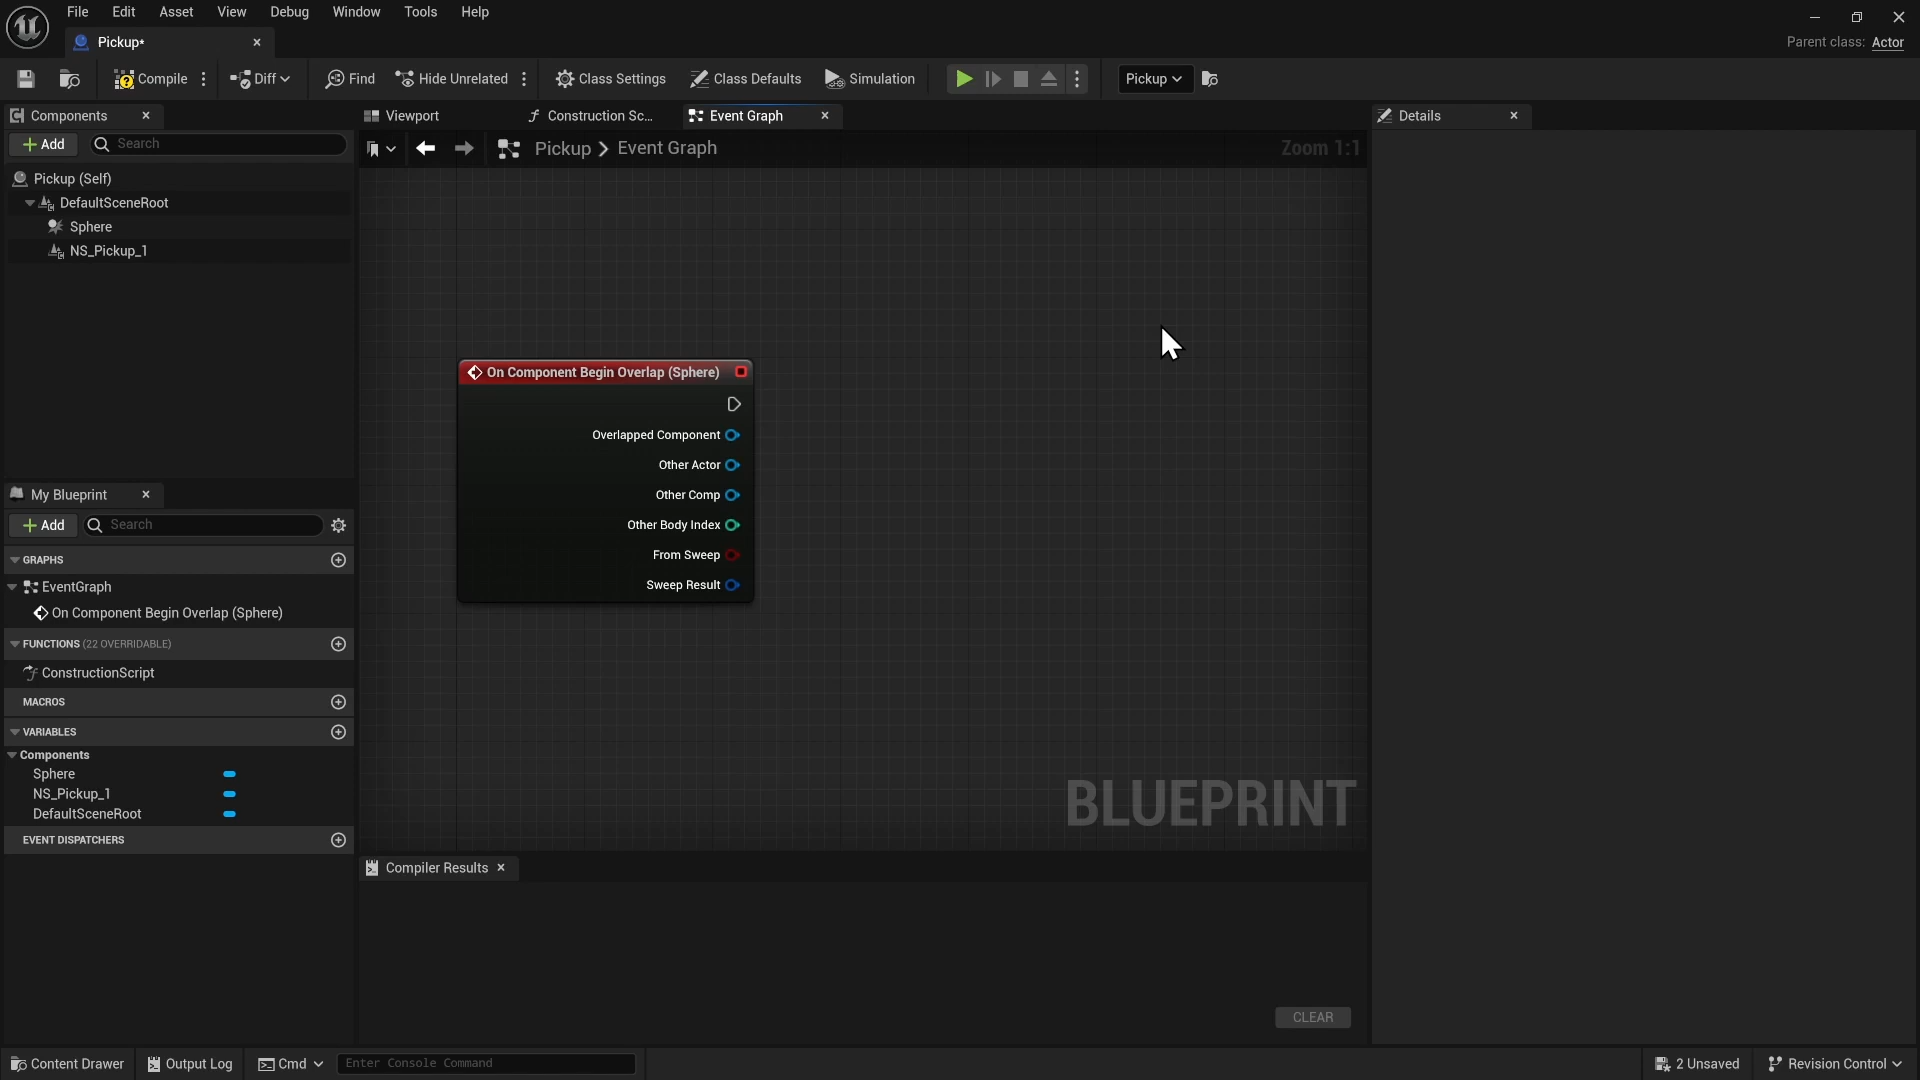 File Edit Asset View Debug Window Tools Help
Pickup*
Parent class: Actor
Compile Diff Find Hide Unrelated Class Settings Class Defaults Simulation Pickup
Components
Viewport Construction Sc... Event Graph
Details
Add Search
Pickup > Event Graph
Zoom 1:1
Pickup (Self)
DefaultSceneRoot
Sphere
NS_Pickup_1
On Component Begin Overlap (Sphere)
Overlapped Component
Other Actor
Other Comp
Other Body Index
From Sweep
Sweep Result
BLUEPRINT
My Blueprint
Add Search
GRAPHS
EventGraph
On Component Begin Overlap (Sphere)
FUNCTIONS (22 OVERRIDABLE)
ConstructionScript
MACROS
VARIABLES
Components
Sphere
NS_Pickup_1
DefaultSceneRoot
EVENT DISPATCHERS
Compiler Results
CLEAR
Content Drawer Output Log Cmd Enter Console Command 2 Unsaved Revision Control